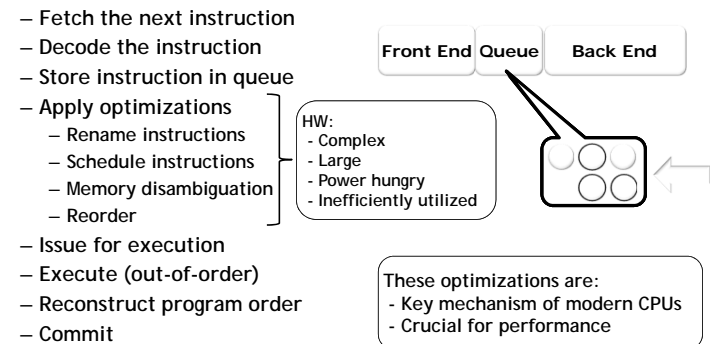 – Fetch the next instruction
– Decode the instruction
– Store instruction in queue
– Apply optimizations
– Rename instructions
– Schedule instructions
– Memory disambiguation
– Reorder
– Issue for execution
– Execute (out-of-order)
– Reconstruct program order
– Commit
Front End Queue Back End
HW:
- Complex
- Large
- Power hungry
- Inefficiently utilized
These optimizations are:
- Key mechanism of modern CPUs
- Crucial for performance